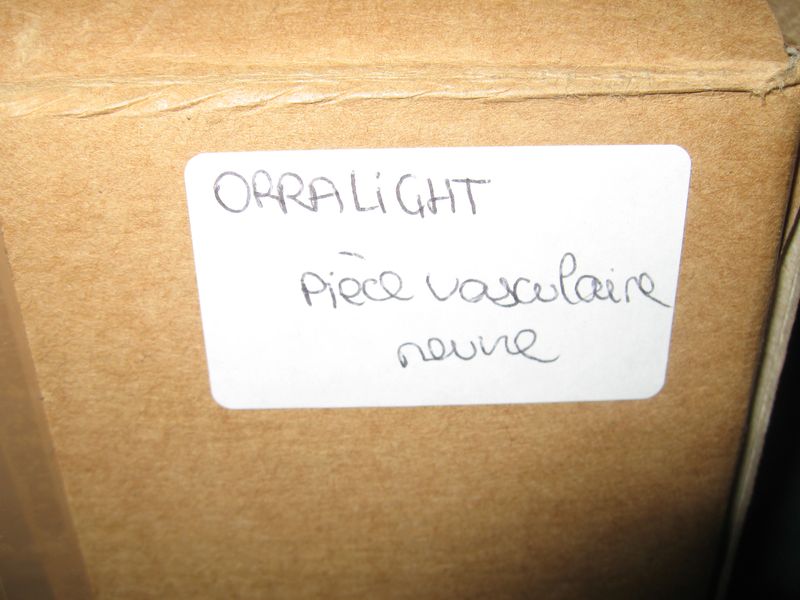 ORRALiGHT
pièce vasculaire
neuve